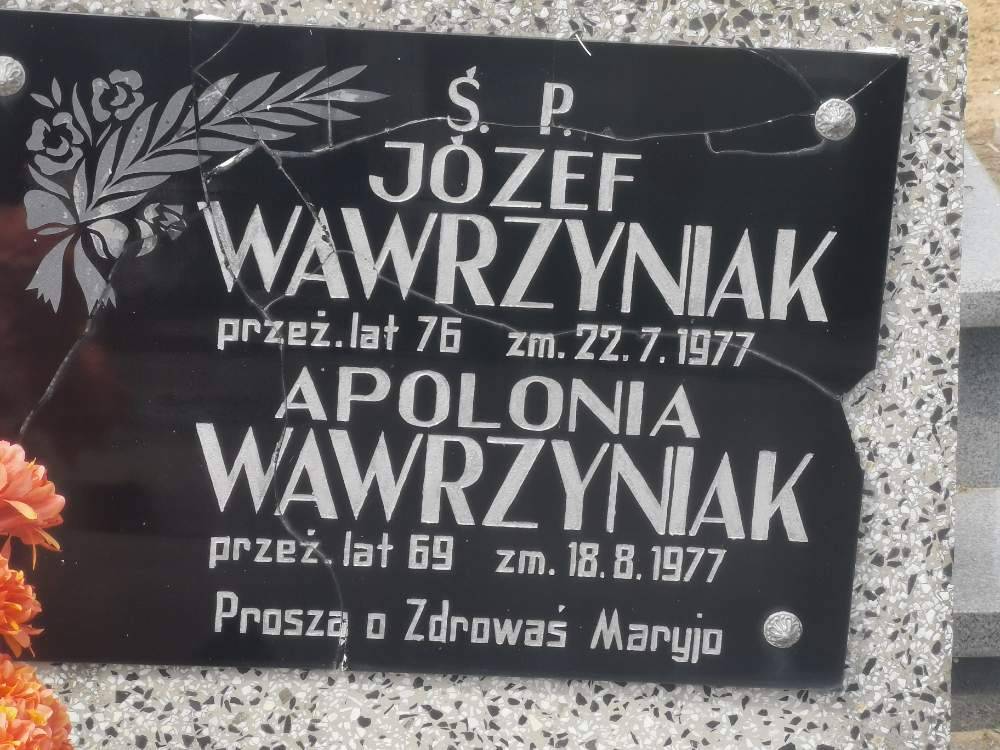 Ś. P.
JÓZEF
WAWRZYNIAK
przeż. lat 76 zm. 22.7.1977
APOLONIA
WAWRZYNIAK
przeż. lat 69 zm. 18.8.1977
Proszą o Zdrowaś Maryjo